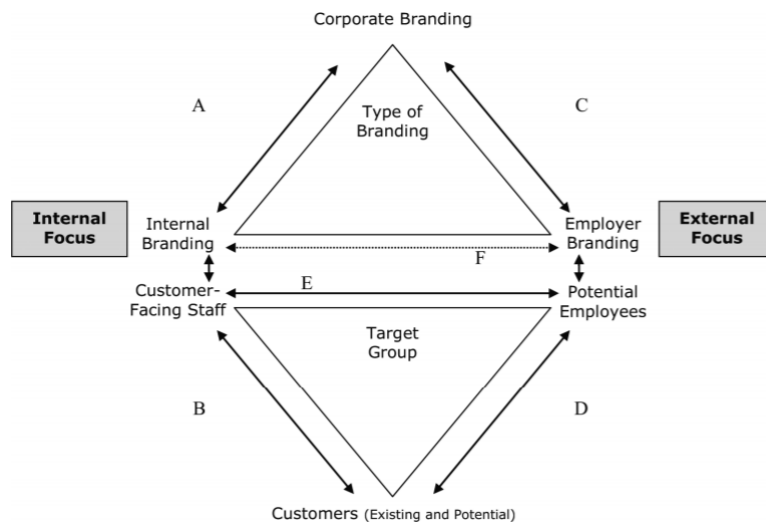 Corporate Branding
A
Type of
Branding
C
Internal
Focus
Internal
Branding
Employer
Branding
External
Focus
F
E
Customer-
Facing Staff
Potential
Employees
Target
Group
B
D
Customers (Existing and Potential)